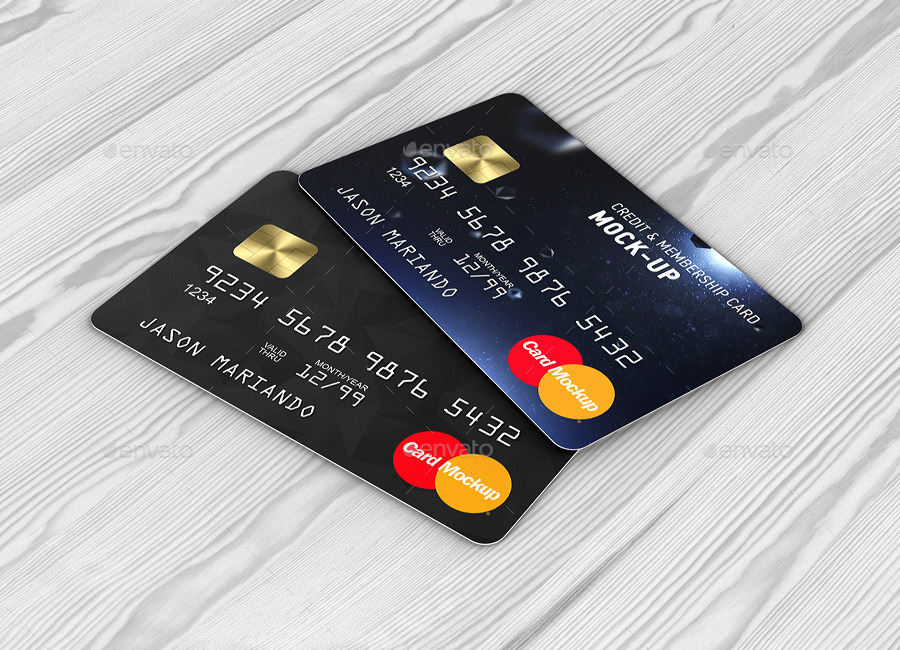 CREDIT & MEMBERSHIP CARD
MOCK-UP
9234 5678 9876 5432
1234
VALID
THRU
MONTH/YEAR
12/99
JASON MARIANDO
Card Mockup
9234 5678 9876 5432
1234
VALID
THRU
MONTH/YEAR
12/99
JASON MARIANDO
Card Mockup
envato
envato
envato
envato
envato
envato